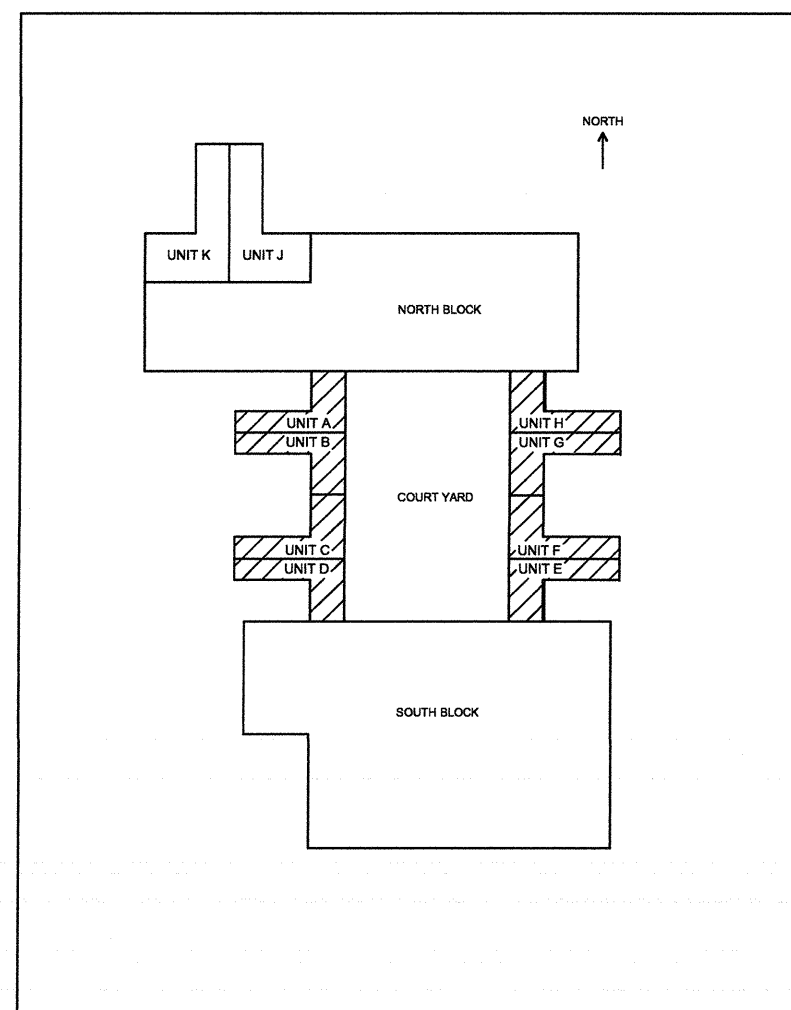 NORTH
UNIT K
UNIT J
NORTH BLOCK
UNIT A
UNIT H
UNIT B
UNIT G
COURT YARD
UNIT C
UNIT F
UNIT D
UNIT E
SOUTH BLOCK